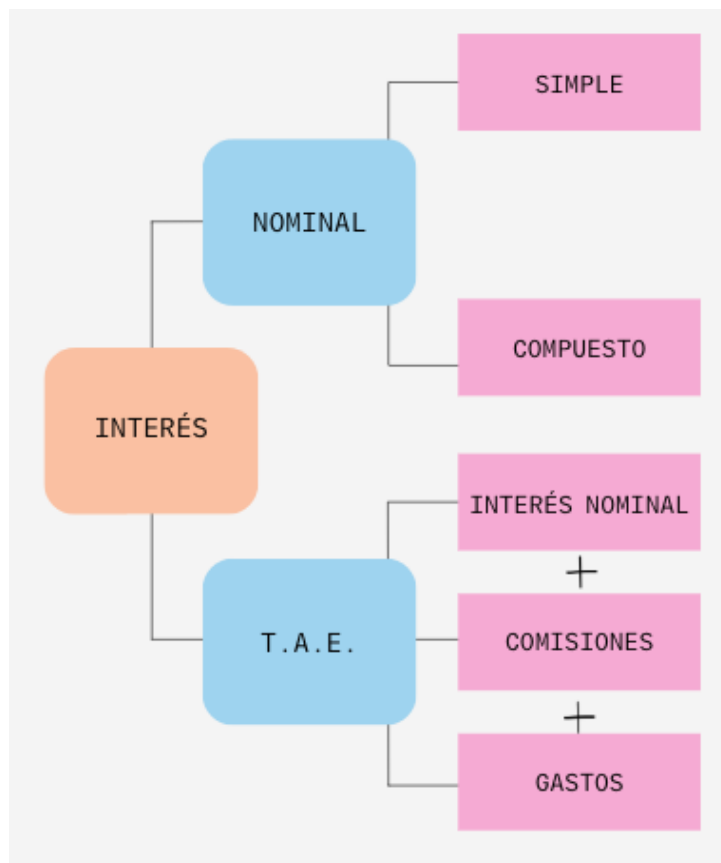 SIMPLE
NOMINAL
COMPUESTO
INTERÉS
INTERÉS NOMINAL
+
T.A.E.
COMISIONES
+
GASTOS